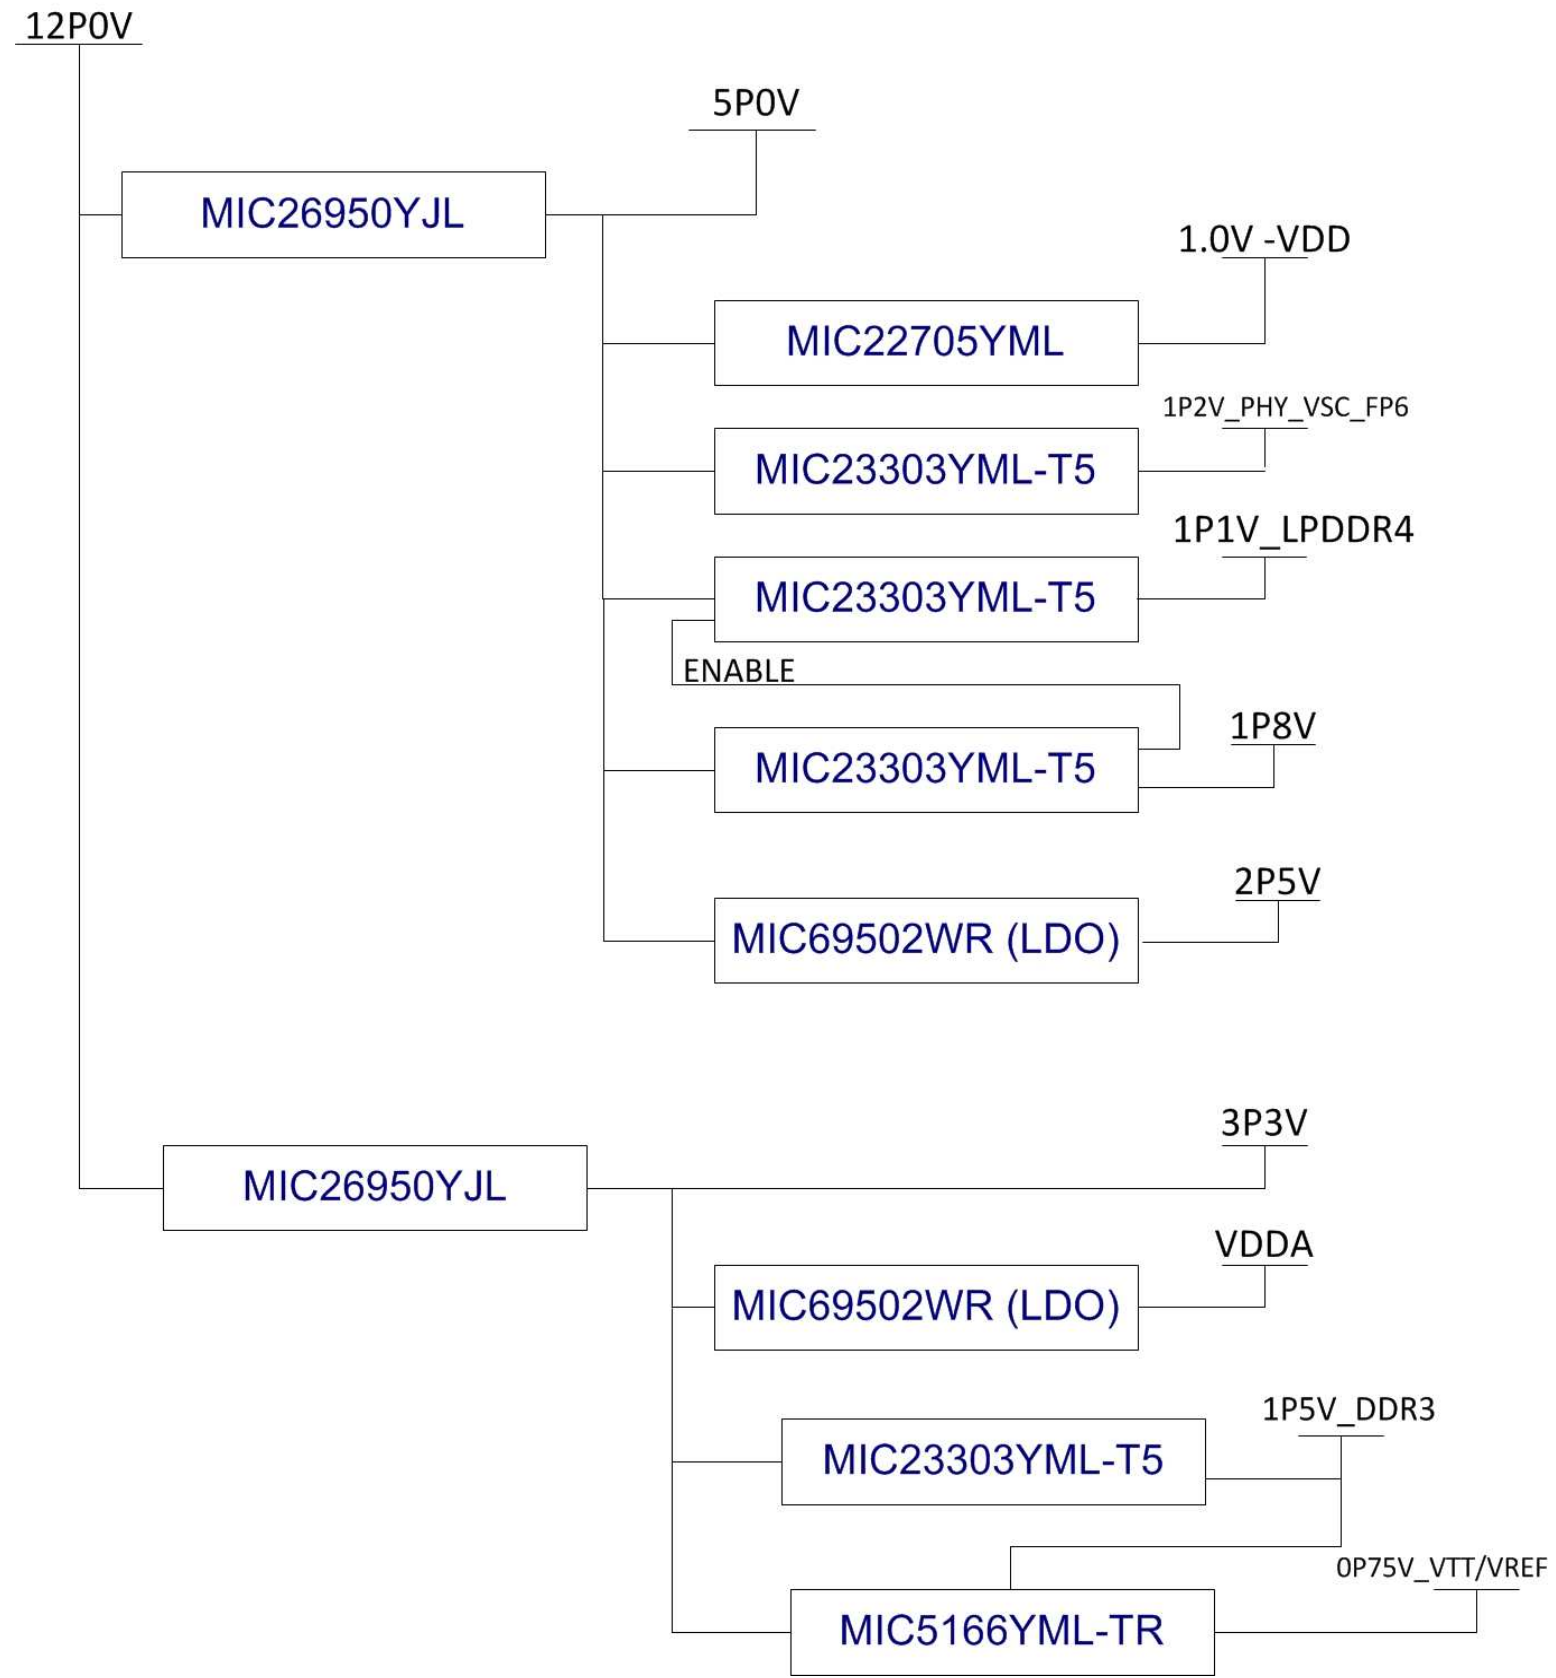 12P0V
5P0V
MIC26950YJL
1.0V -VDD
MIC22705YML
1P2V_PHY_VSC_FP6
MIC23303YML-T5
1P1V_LPDDR4
MIC23303YML-T5
ENABLE
1P8V
MIC23303YML-T5
2P5V
MIC69502WR (LDO)
3P3V
MIC26950YJL
VDDA
MIC69502WR (LDO)
1P5V_DDR3
MIC23303YML-T5
0P75V_VTT/VREF
MIC5166YML-TR